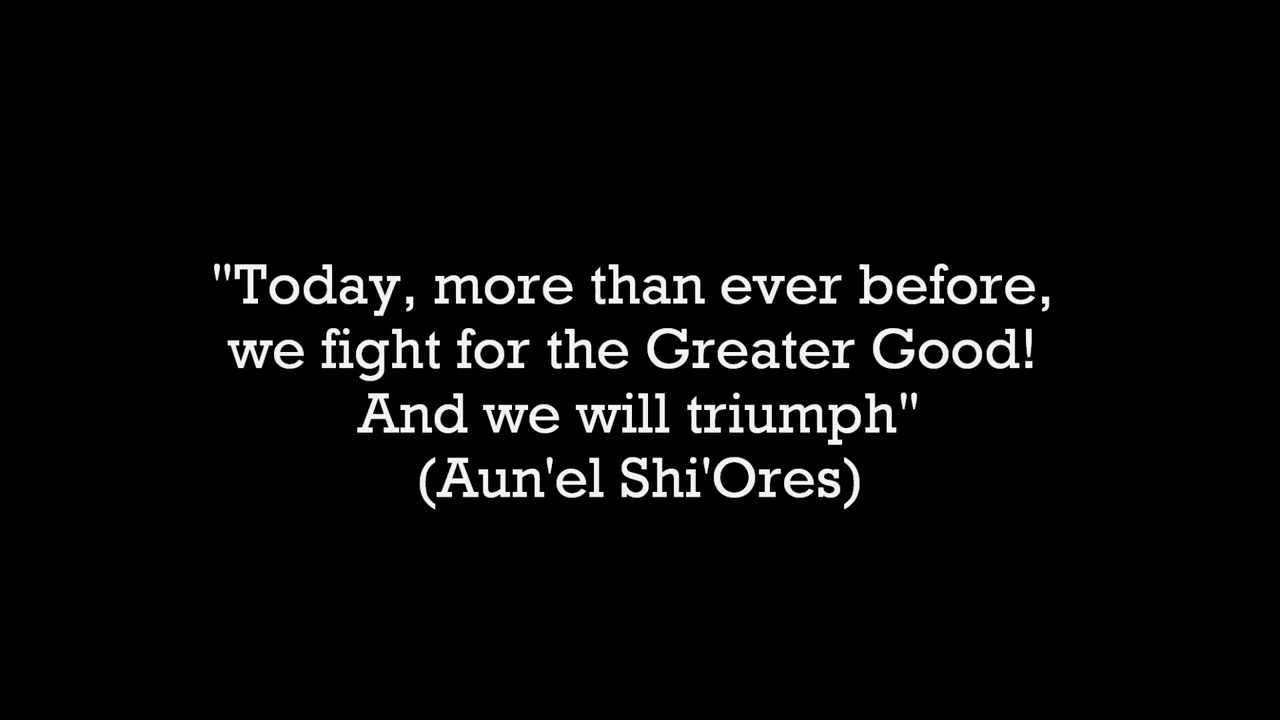 "Today, more than ever before,
we fight for the Greater Good!
And we will triumph"
(Aun'el Shi'Ores)